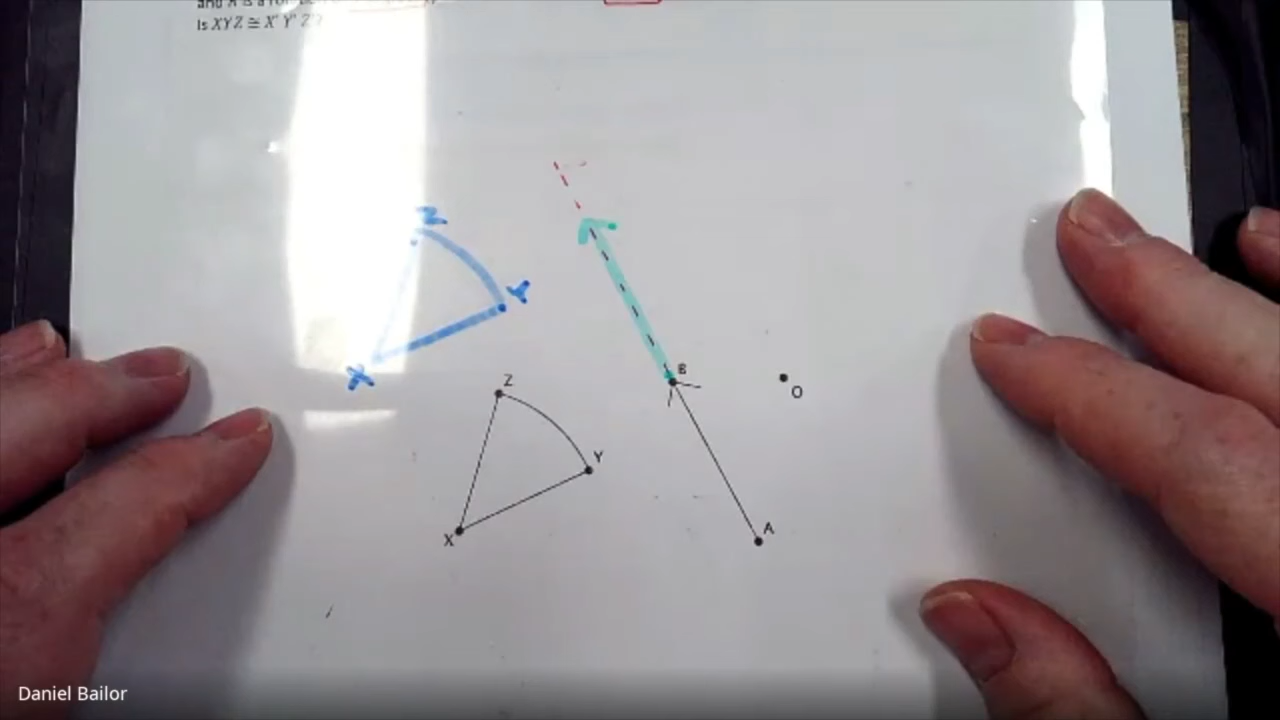 Is XYZ ≅ X' Y' Z'?
Z
Y
X
B
O
Z
Y
X
A
Daniel Bailor